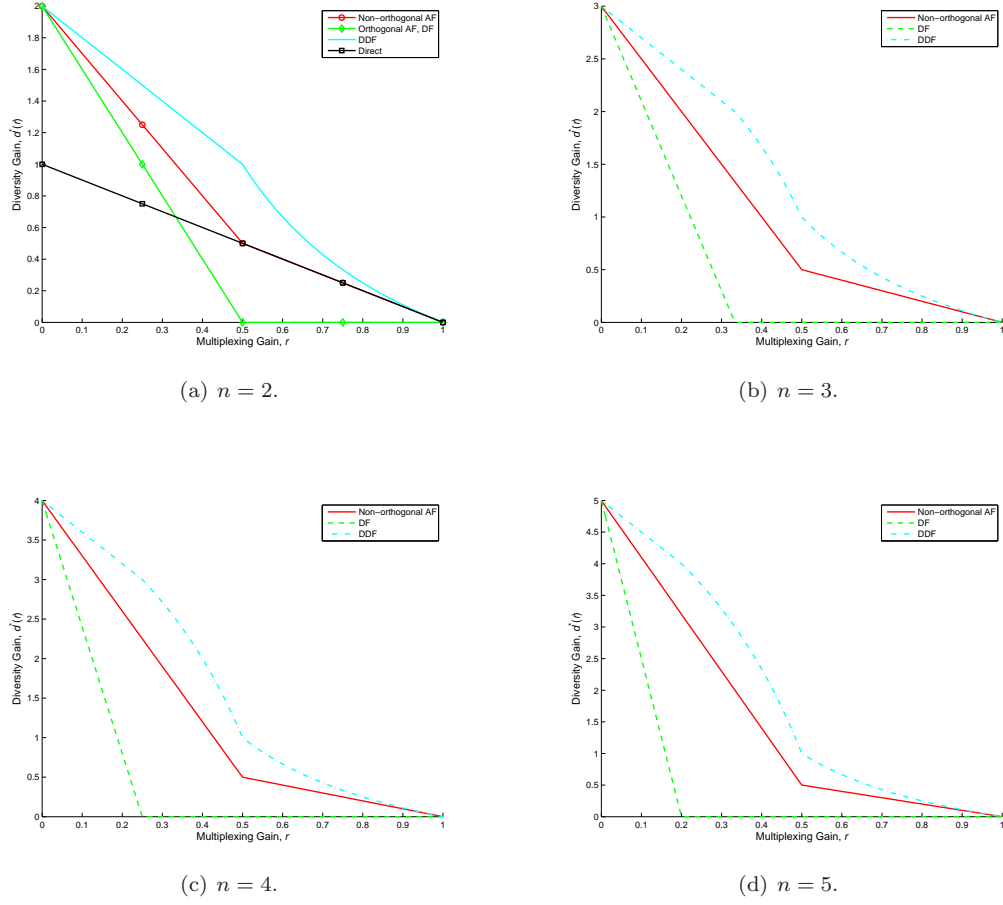 2
1.8
1.6
1.4
1.2
1
0.8
0.6
0.4
0.2
0
Diversity Gain, d*(r)
Non−orthogonal AF
Orthogonal AF, DF
DDF
Direct
0 0.1 0.2 0.3 0.4 0.5 0.6 0.7 0.8 0.9 1
Multiplexing Gain, r
(a) n = 2.
3
2.5
2
1.5
1
0.5
0
Diversity Gain, d*(r)
Non−orthogonal AF
DF
DDF
0 0.1 0.2 0.3 0.4 0.5 0.6 0.7 0.8 0.9 1
Multiplexing Gain, r
(b) n = 3.
4
3.5
3
2.5
2
1.5
1
0.5
0
Diversity Gain, d*(r)
Non−orthogonal AF
DF
DDF
0 0.1 0.2 0.3 0.4 0.5 0.6 0.7 0.8 0.9 1
Multiplexing Gain, r
(c) n = 4.
5
4.5
4
3.5
3
2.5
2
1.5
1
0.5
0
Diversity Gain, d*(r)
Non−orthogonal AF
DF
DDF
0 0.1 0.2 0.3 0.4 0.5 0.6 0.7 0.8 0.9 1
Multiplexing Gain, r
(d) n = 5.